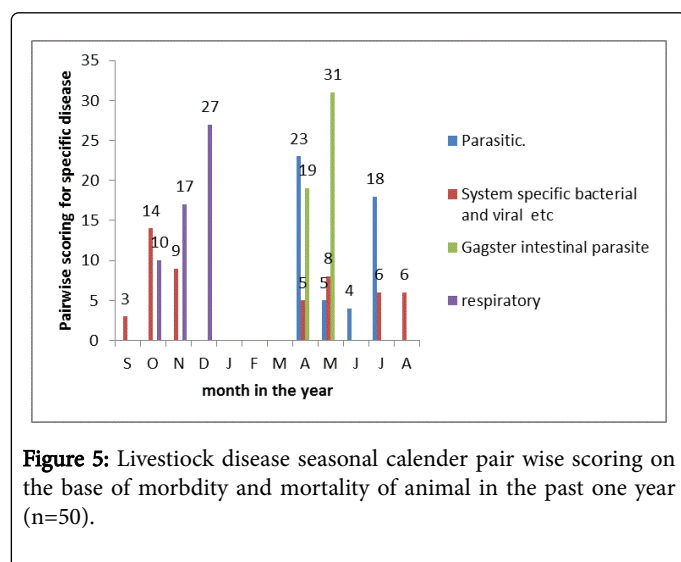 35
30
25
20
15
10
5
0
Pairwise scoring for specific disease
3
14
10
9
17
27
23
5
19
5
8
31
4
18
6
6
S O N D J F M A M J J A
month in the year
Parasitic.
System specific bacterial
and viral etc
Gagster intestinal parasite
respiratory
Figure 5: Livestiock disease seasonal calender pair wise scoring on
the base of morbdity and mortality of animal in the past one year
(n=50).